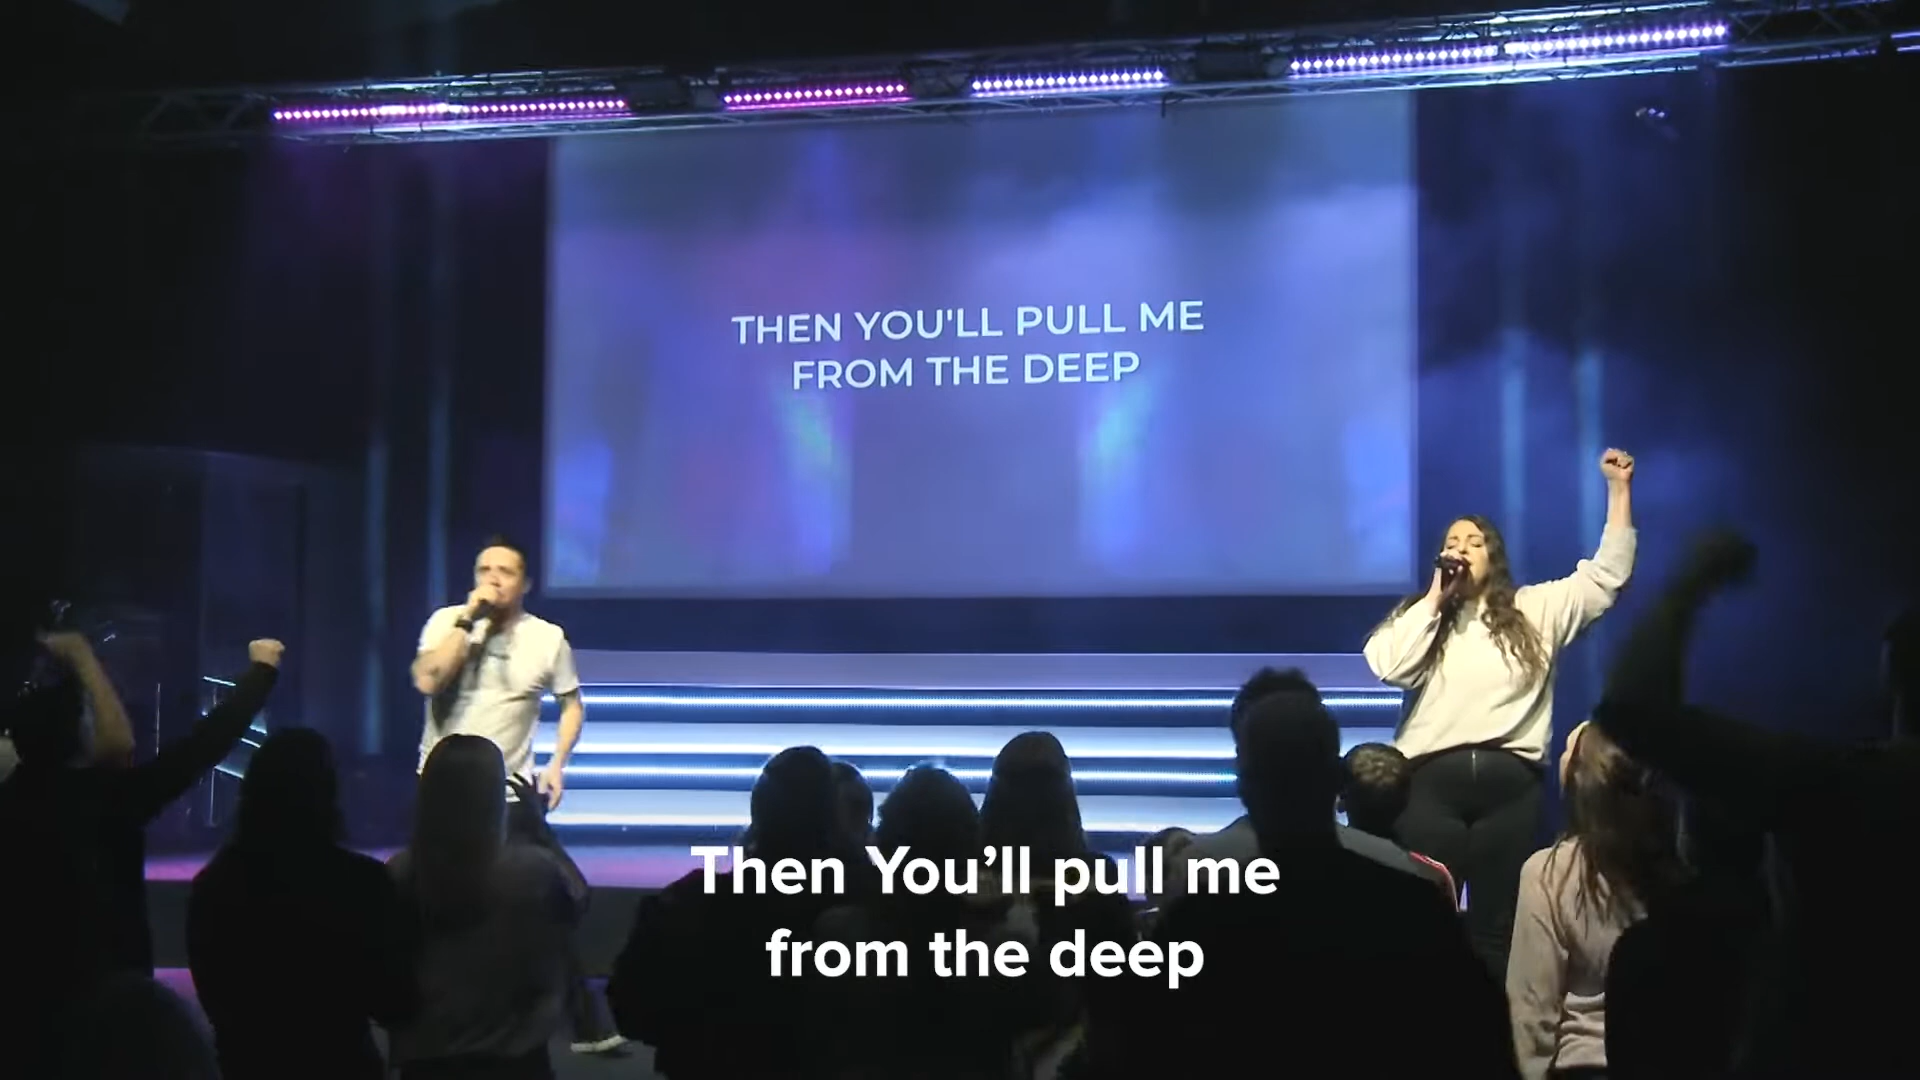 THEN YOU'LL PULL ME
FROM THE DEEP
Then You’ll pull me
from the deep